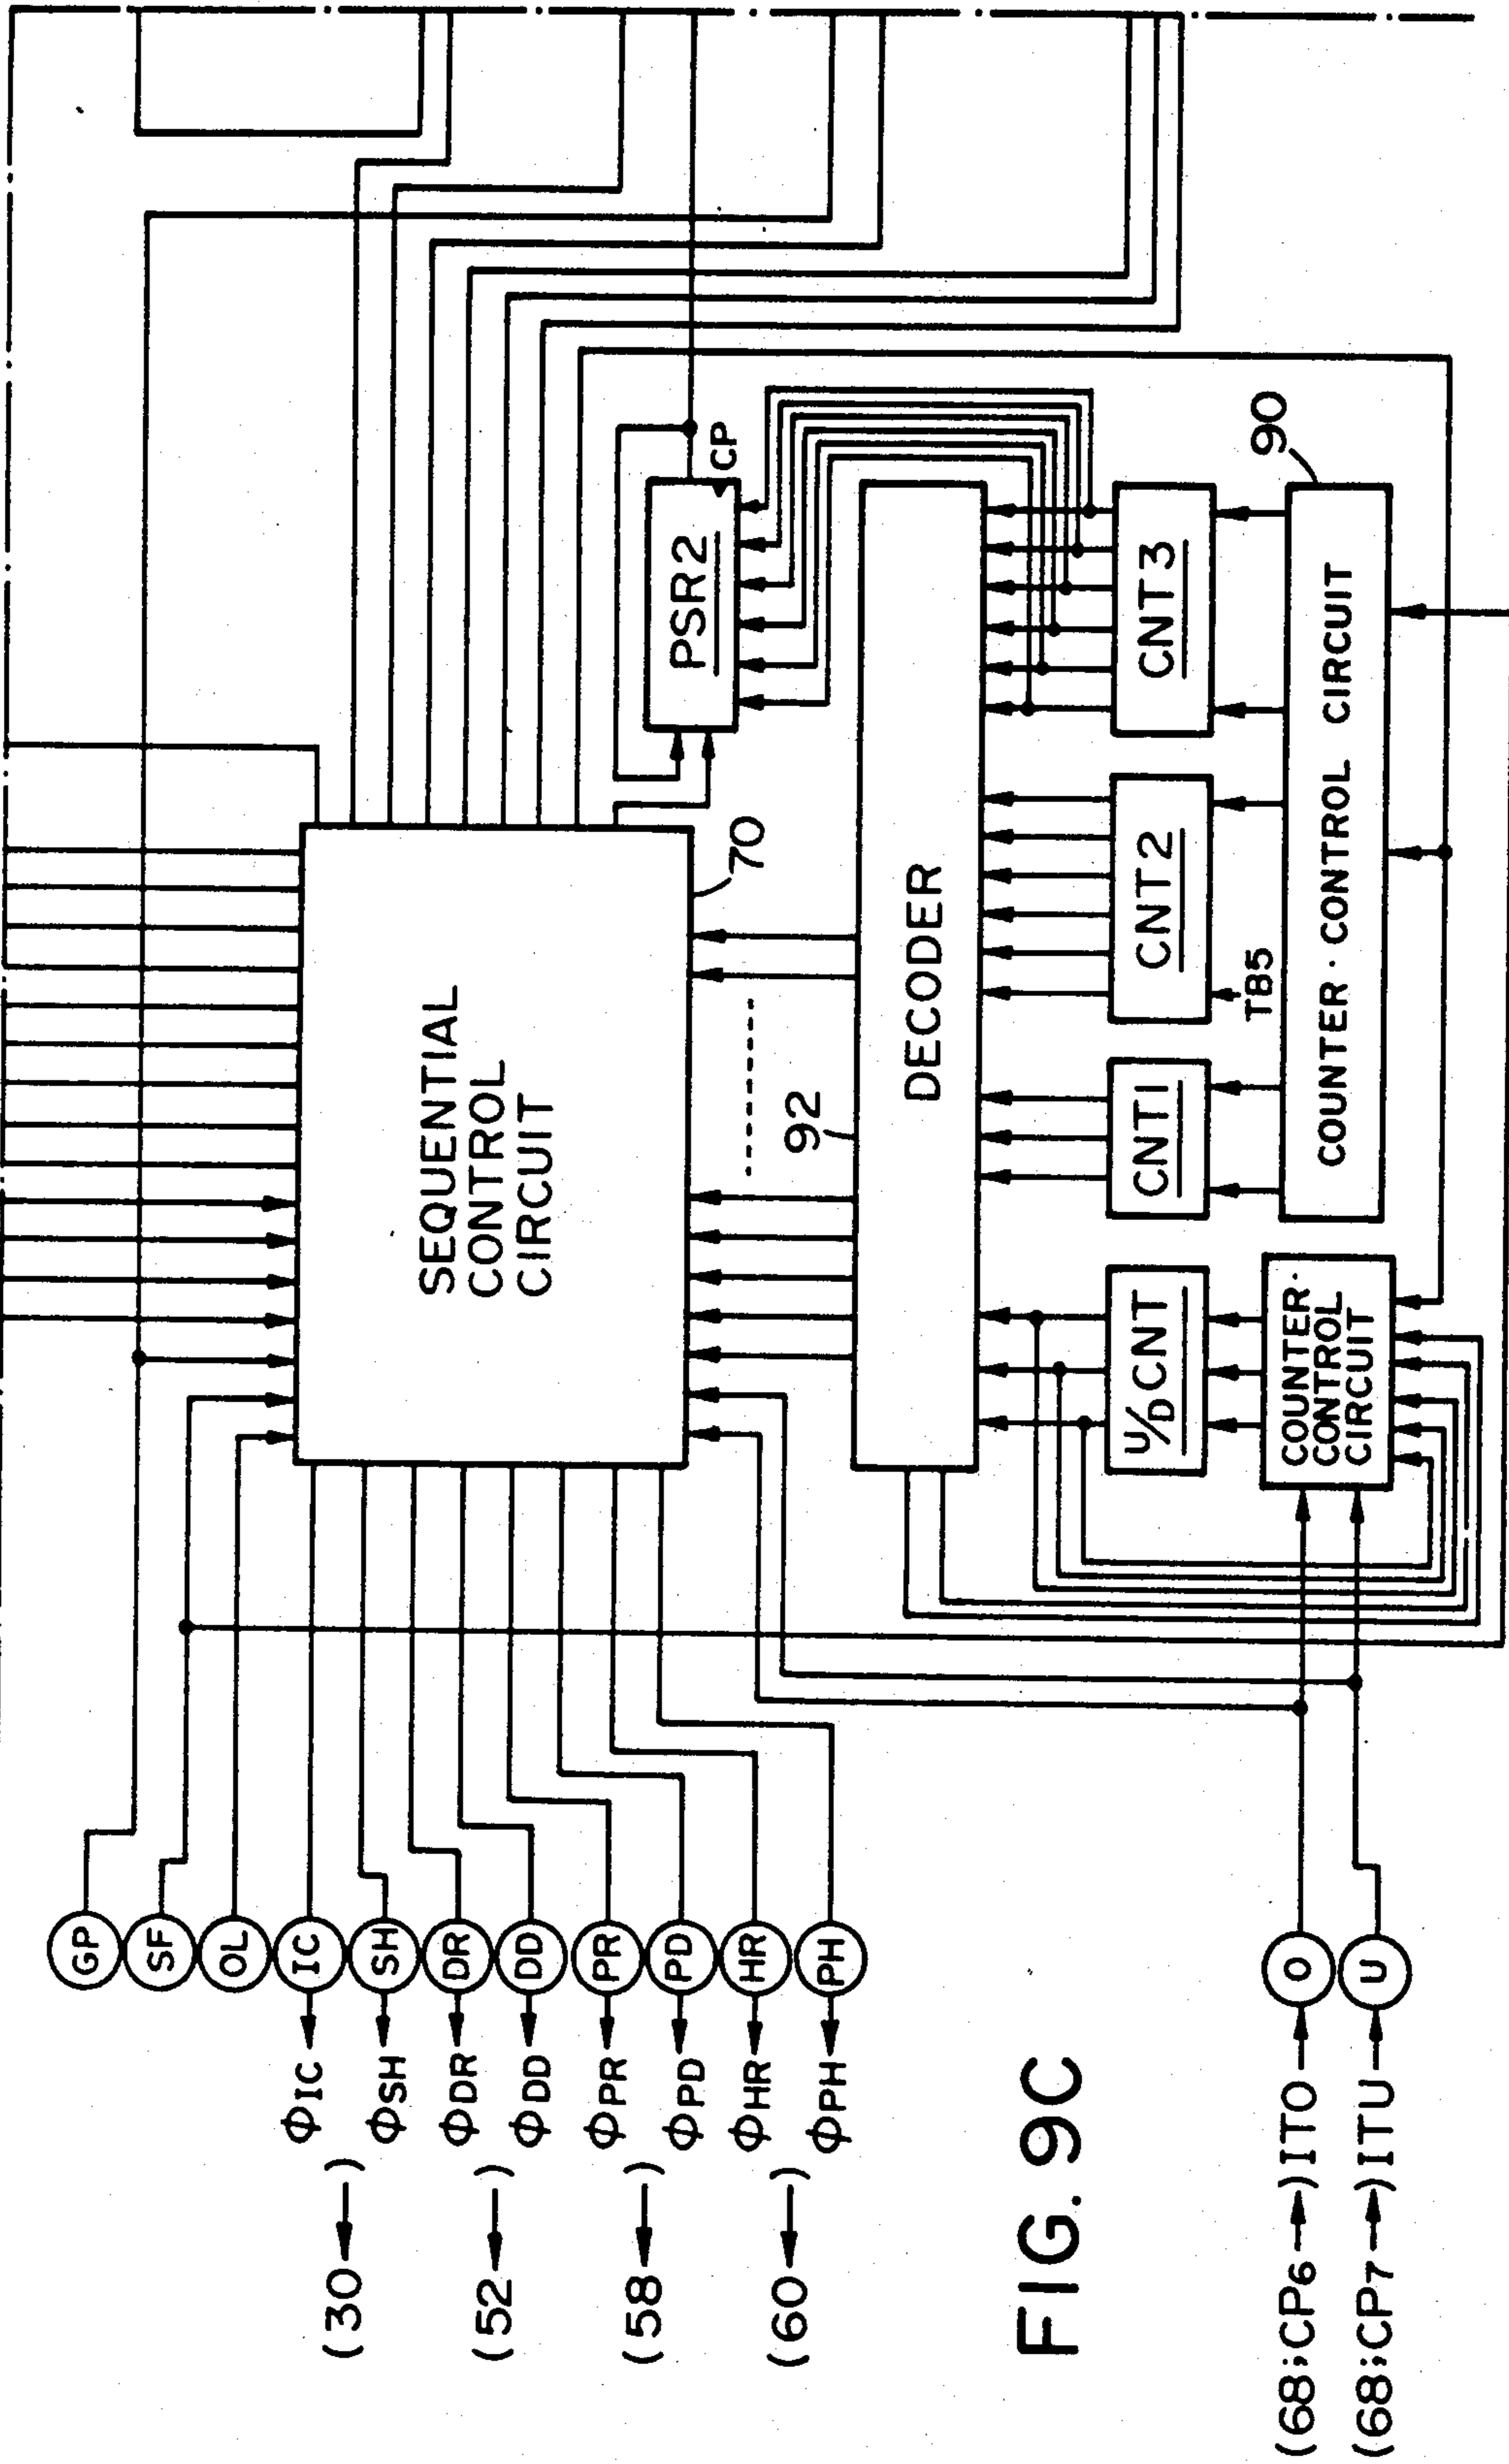 GP
SF
OL
IC
SH
DR
DD
PR
PD
HR
PH
ΦIC
ΦSH
ΦDR
ΦDD
ΦPR
ΦPD
ΦHR
ΦPH
(30←)
(52←)
(58←)
(60←)
SEQUENTIAL
CONTROL
CIRCUIT
70
PSR2
CP
92
DECODER
U/D CNT
CNT1
CNT2
CNT3
TB5
90
COUNTER·
CONTROL
CIRCUIT
COUNTER·CONTROL CIRCUIT
O
U
(68;CP6→)ITO→
(68;CP7→)ITU→
FIG. 9C